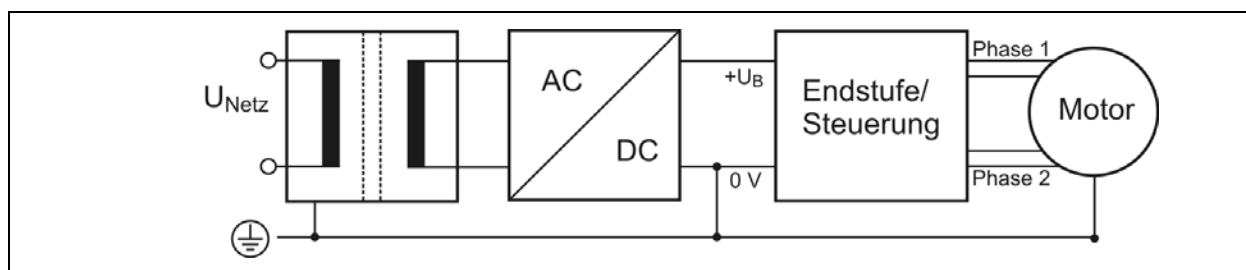 U_Netz
AC
DC
+U_B
0 V
Endstufe/
Steuerung
Phase 1
Phase 2
Motor